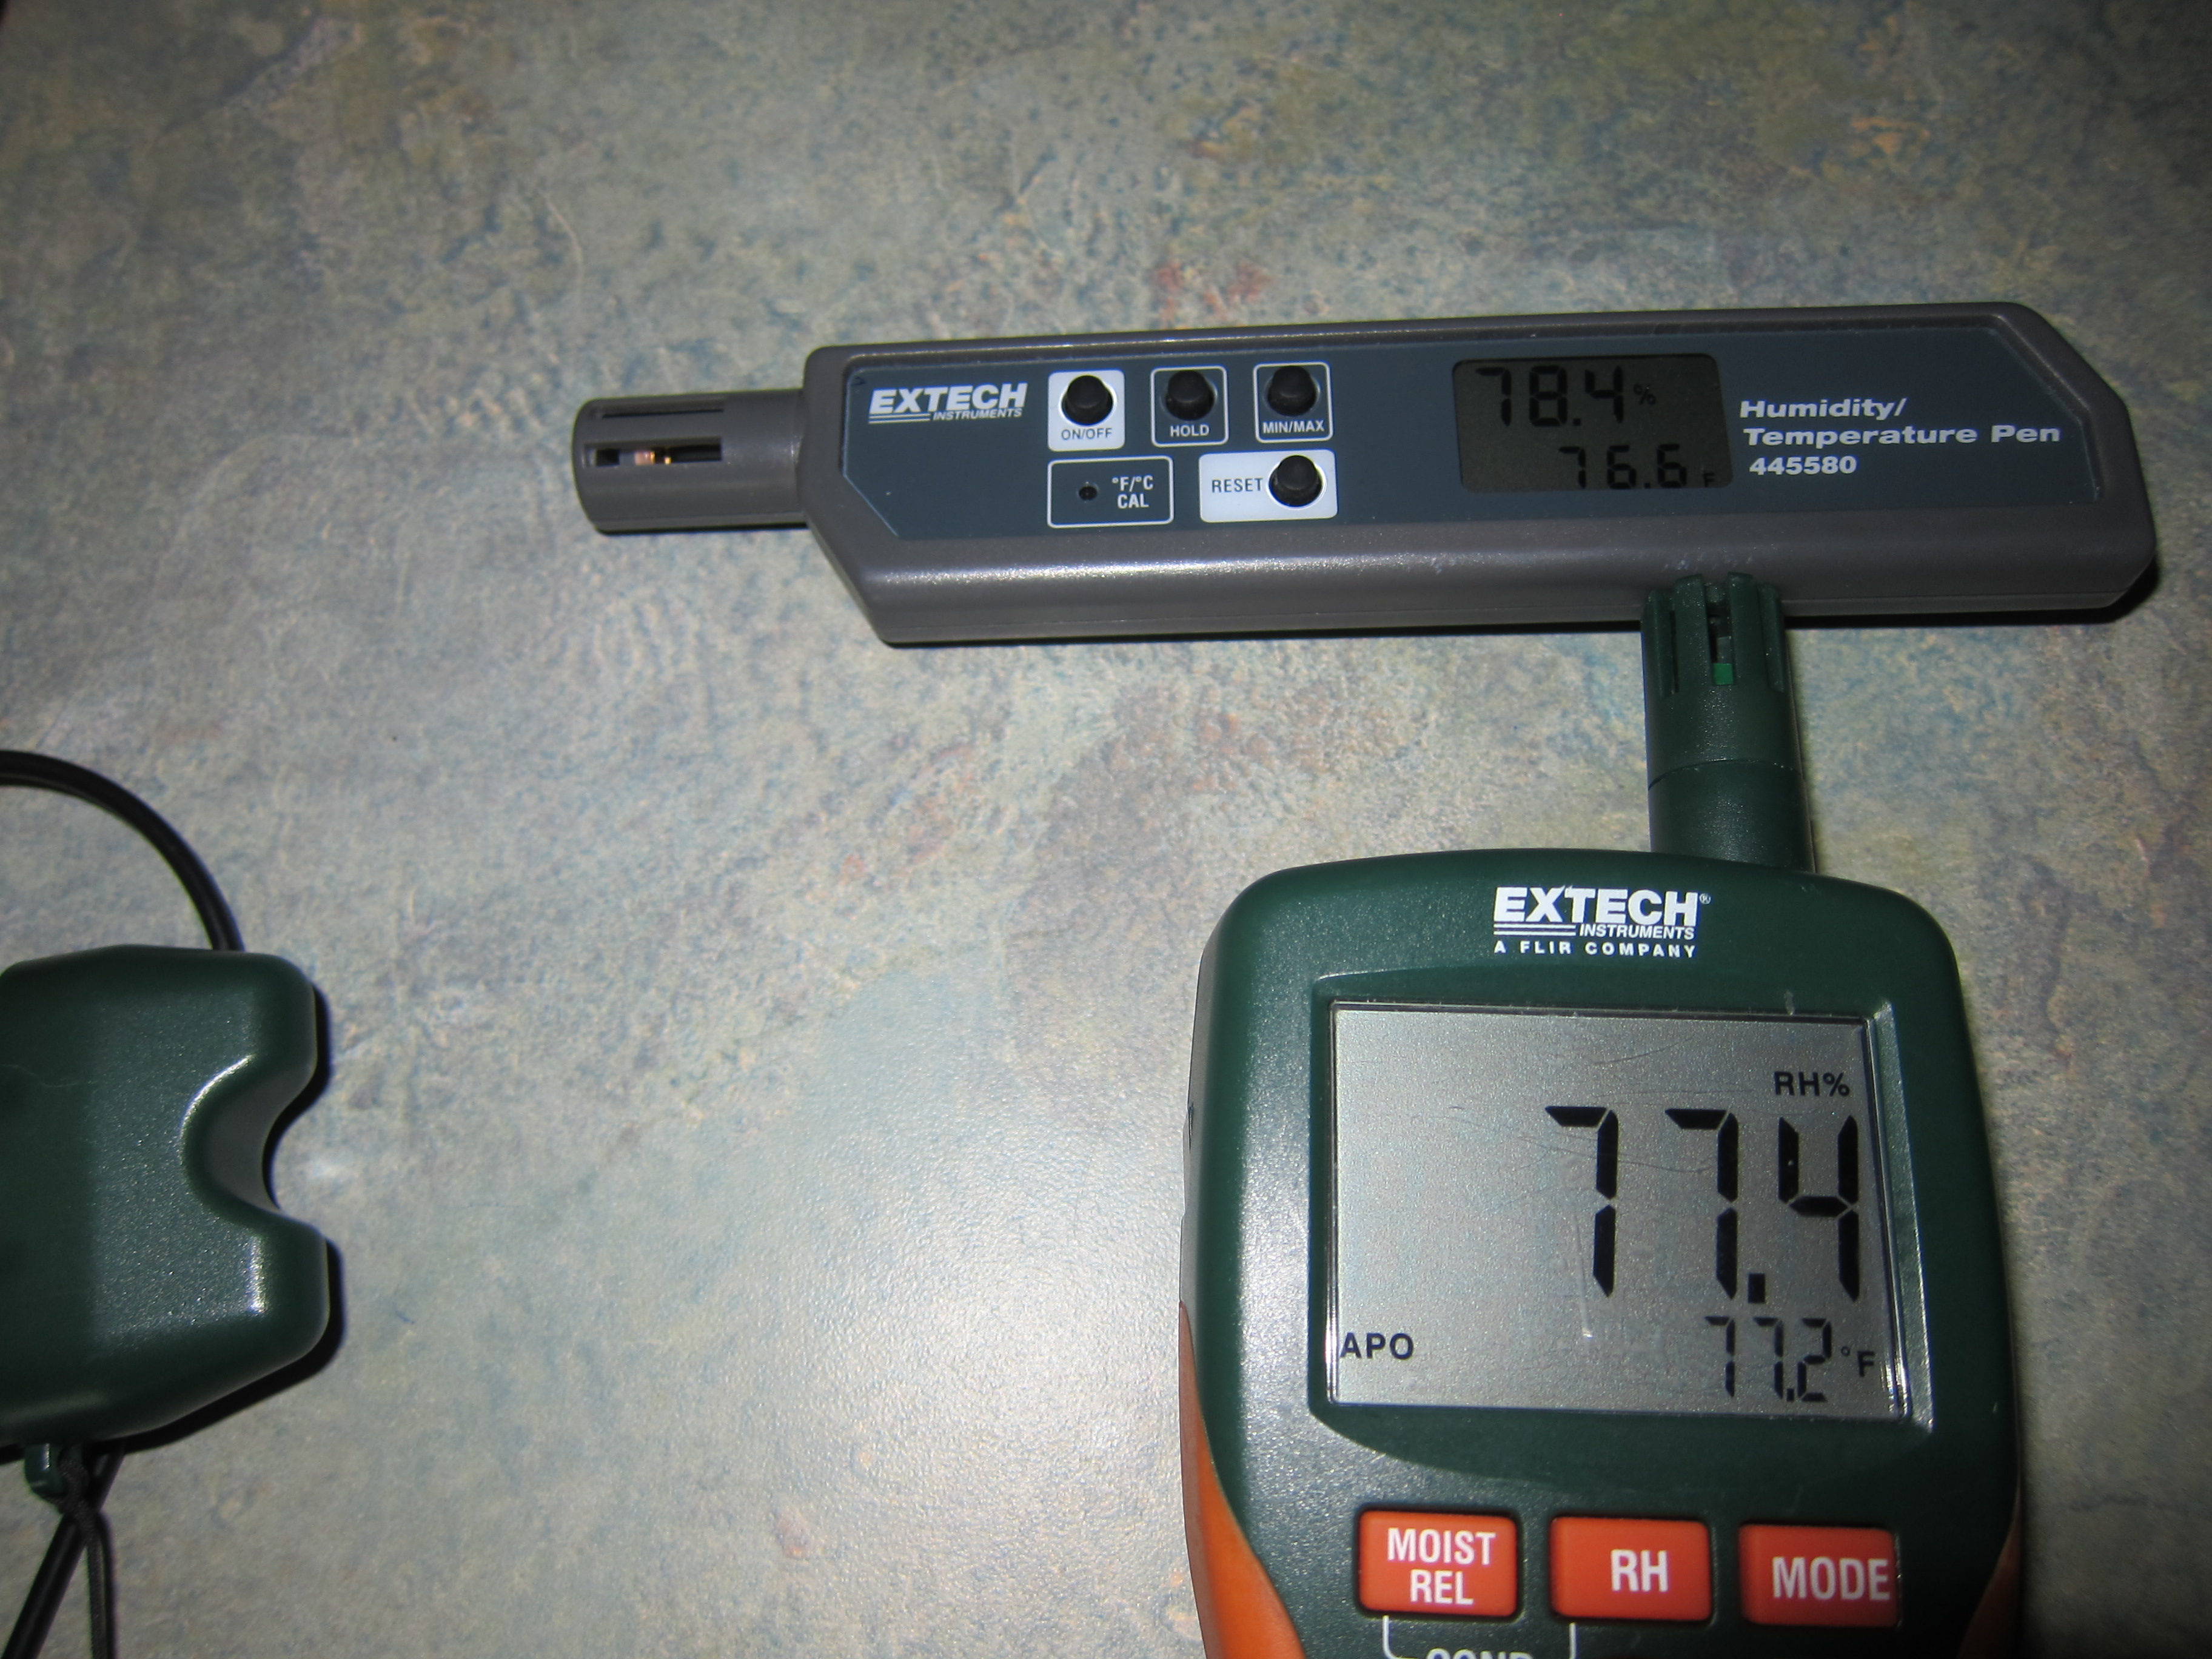 EXTECH
INSTRUMENTS
ON/OFF
HOLD
MIN/MAX
°F/°C
CAL
RESET
78.4%
76.6 F
Humidity/
Temperature Pen
445580
EXTECH®
INSTRUMENTS
A FLIR COMPANY
RH%
77.4
APO
77.2°F
MOIST
REL
RH
MODE